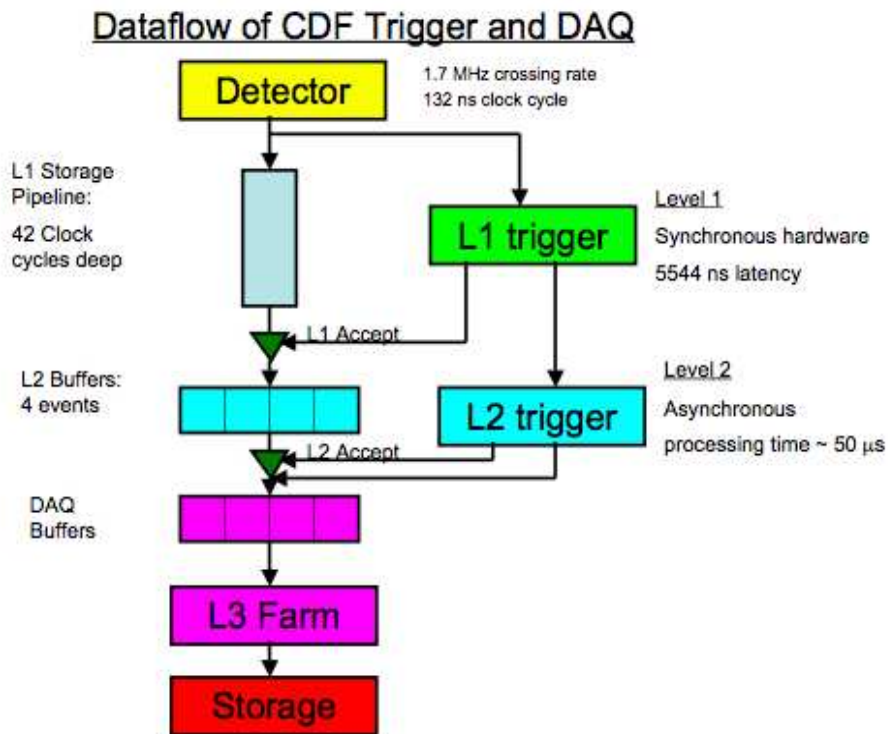 Dataflow of CDF Trigger and DAQ
Detector
1.7 MHz crossing rate
132 ns clock cycle
L1 Storage
Pipeline:
42 Clock
cycles deep
L1 trigger
Level 1
Synchronous hardware
5544 ns latency
L1 Accept
L2 Buffers:
4 events
L2 trigger
Level 2
Asynchronous
processing time ~ 50 μs
L2 Accept
DAQ
Buffers
L3 Farm
Storage